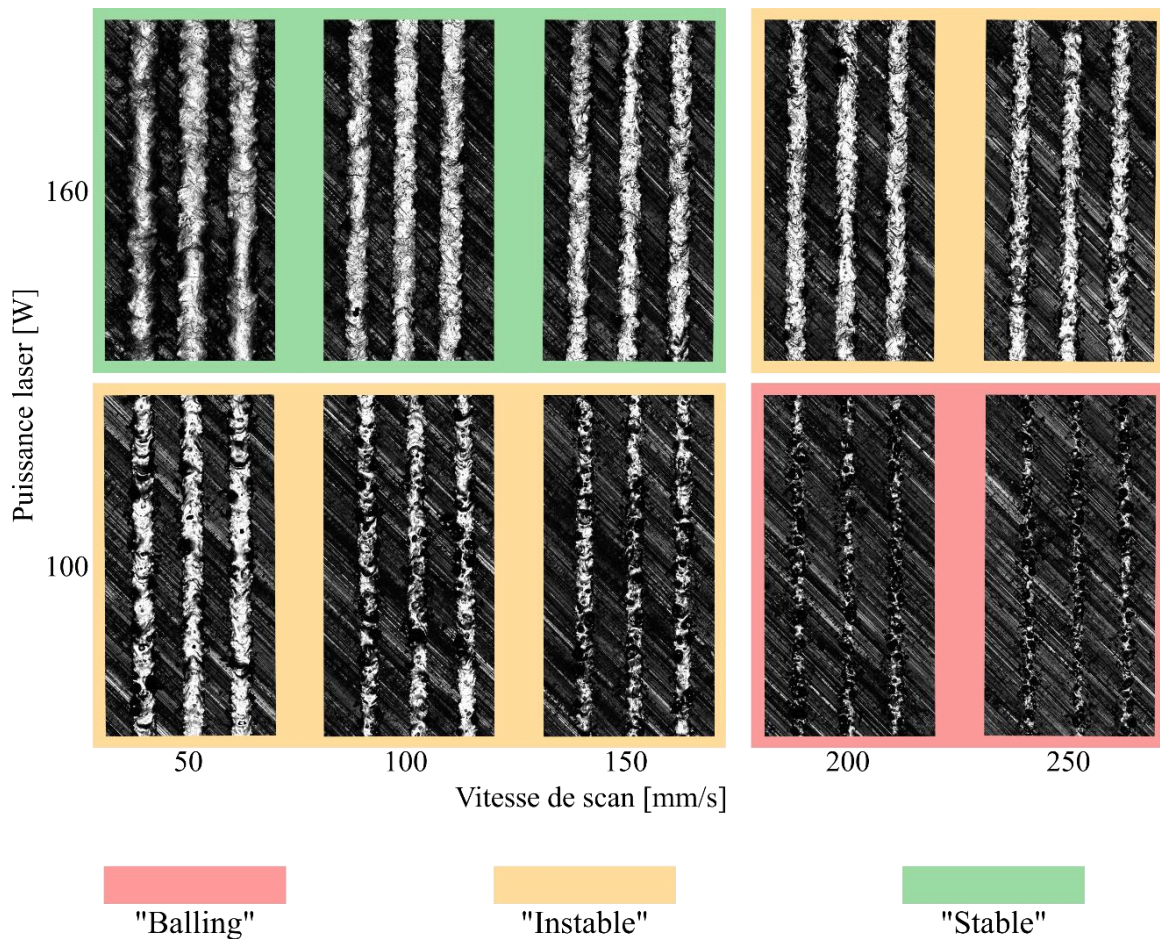 Puissance laser [W]
160
100
50 100 150 200 250
Vitesse de scan [mm/s]
"Balling" "Instable" "Stable"